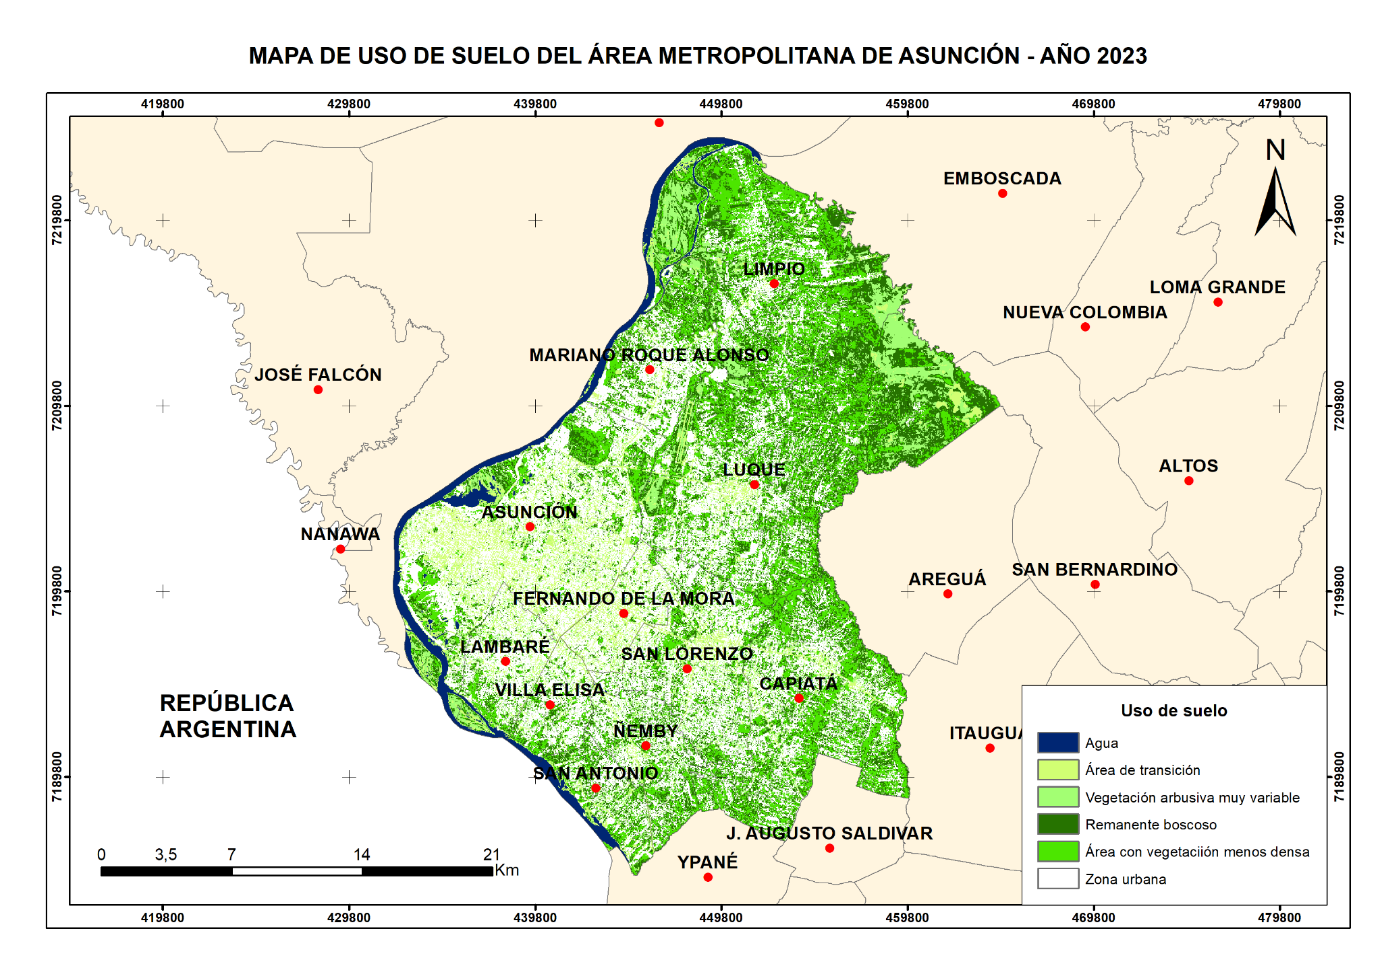 MAPA DE USO DE SUELO DEL ÁREA METROPOLITANA DE ASUNCIÓN - AÑO 2023
419800 429800 439800 449800 459800 469800 479800
N
EMBOSCADA
7219800 7219800
LIMPIO
LOMA GRANDE
NUEVA COLOMBIA
MARIANO ROQUE ALONSO
JOSÉ FALCÓN
7209800 7209800
LUQUE
ALTOS
ASUNCIÓN
NANAWA
SAN BERNARDINO
AREGUÁ
7199800 7199800
FERNANDO DE LA MORA
LAMBARÉ
SAN LORENZO
CAPIATÁ
VILLA ELISA
REPÚBLICA
ARGENTINA
ÑEMBY
ITAUGUA
SAN ANTONIO
7189800 7189800
J. AUGUSTO SALDIVAR
YPANÉ
Uso de suelo
Agua
Área de transición
Vegetación arbusiva muy variable
Remanente boscoso
Área con vegetaciión menos densa
Zona urbana
0 3,5 7 14 21
Km
419800 429800 439800 449800 459800 469800 479800